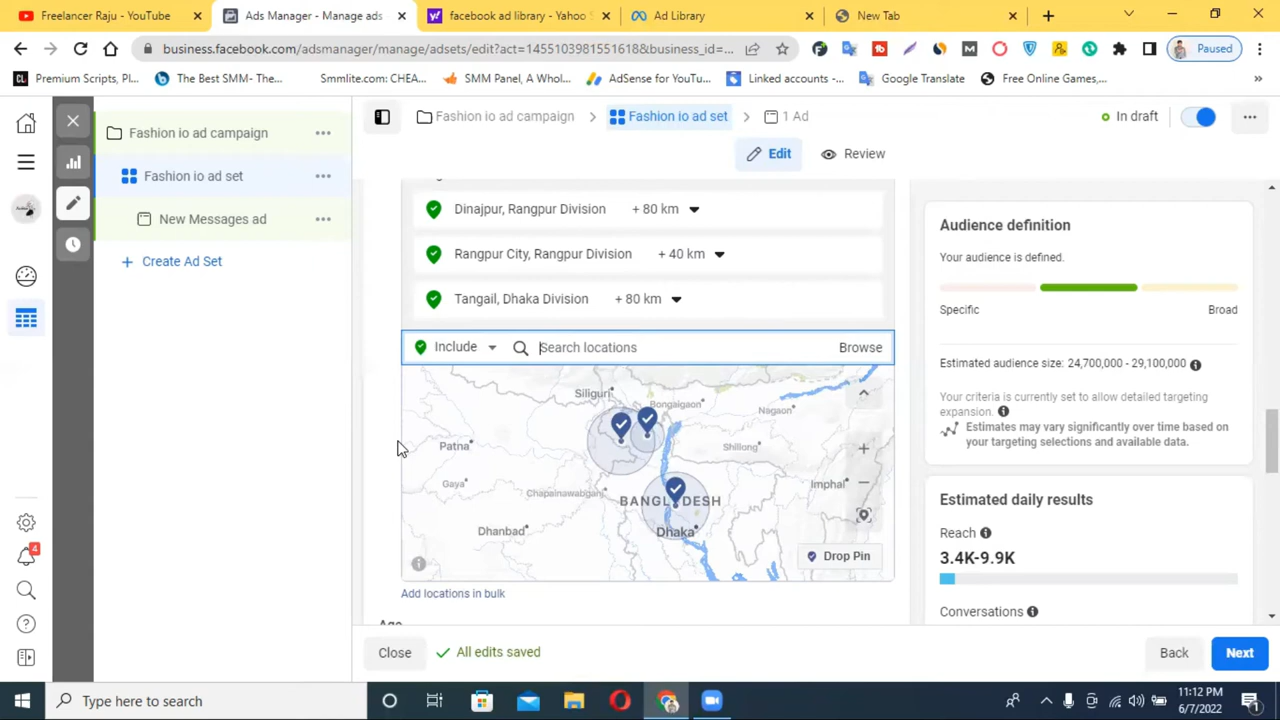 Freelancer Raju - YouTube
Ads Manager - Manage ads
facebook ad library - Yahoo S
Ad Library
New Tab
business.facebook.com/adsmanager/manage/adsets/edit?act=1455103981551618&business_id=...
Paused
Premium Scripts, Pl...
The Best SMM- The...
Smmlite.com: CHEA...
SMM Panel, A Whol...
AdSense for YouTu...
Linked accounts -...
Google Translate
Free Online Games,...
Fashion io ad campaign
Fashion io ad set
New Messages ad
Create Ad Set
Fashion io ad campaign
Fashion io ad set
1 Ad
In draft
Edit
Review
Dinajpur, Rangpur Division + 80 km
Rangpur City, Rangpur Division + 40 km
Tangail, Dhaka Division + 80 km
Include
Search locations
Browse
Siliguri
Bongaigaon
Nagaon
Patna
Shillong
Gaya
Chapainawabganj
BANGLADESH
Imphal
Dhanbad
Dhaka
Drop Pin
Add locations in bulk
Age
Audience definition
Your audience is defined.
Specific
Broad
Estimated audience size: 24,700,000 - 29,100,000
Your criteria is currently set to allow detailed targeting
expansion.
Estimates may vary significantly over time based on
your targeting selections and available data.
Estimated daily results
Reach
3.4K-9.9K
Conversations
Close
All edits saved
Back
Next
4
Type here to search
11:12 PM
6/7/2022
1